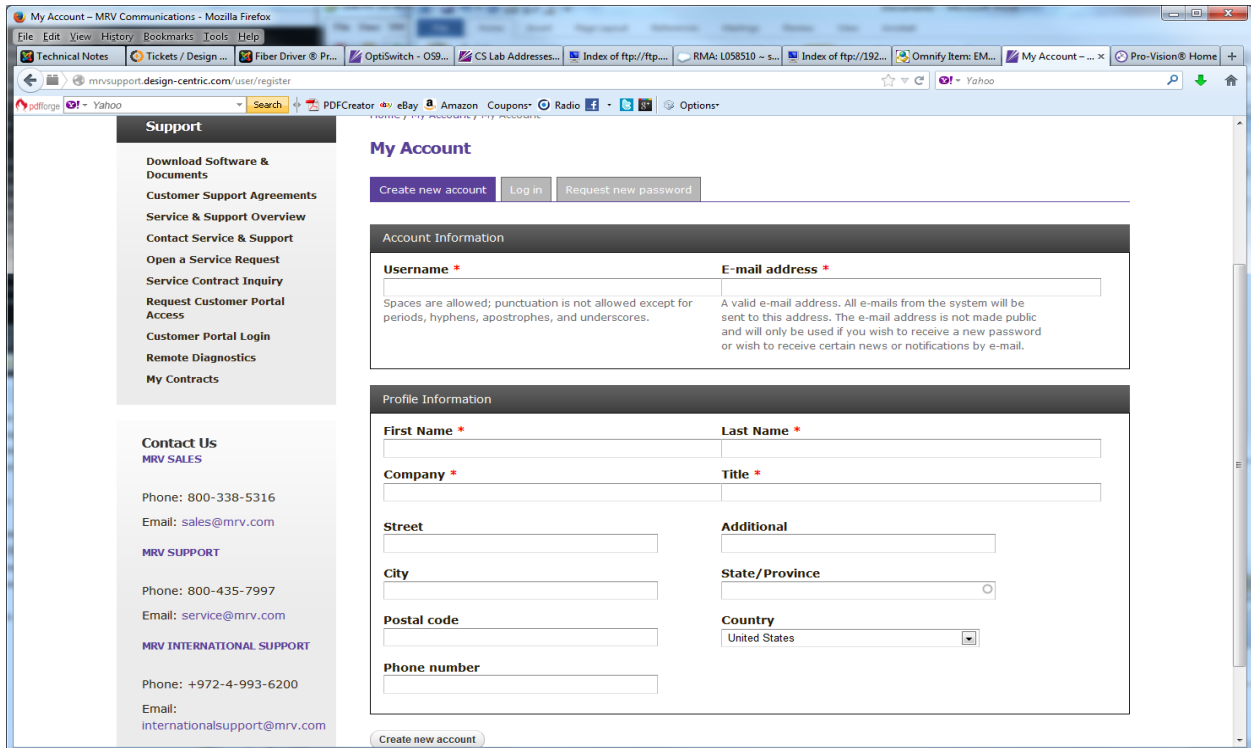 My Account – MRV Communications - Mozilla Firefox
File Edit View History Bookmarks Tools Help
Technical Notes Tickets / Design ... Fiber Driver ® Pr... OptiSwitch - OS9... CS Lab Addresses... Index of ftp://ftp.... RMA: L058510 ~ s... Index of ftp://192... Omnify Item: EM... My Account – ... × Pro-Vision® Home +
mrvsupport.design-centric.com/user/register Yahoo
pdfforge Yahoo Search PDFCreator eBay Amazon Coupons Radio Options
Home / My Account / My Account
Support
Download Software &
Documents
Customer Support Agreements
Service & Support Overview
Contact Service & Support
Open a Service Request
Service Contract Inquiry
Request Customer Portal
Access
Customer Portal Login
Remote Diagnostics
My Contracts
Contact Us
MRV SALES
Phone: 800-338-5316
Email: sales@mrv.com
MRV SUPPORT
Phone: 800-435-7997
Email: service@mrv.com
MRV INTERNATIONAL SUPPORT
Phone: +972-4-993-6200
Email:
internationalsupport@mrv.com
My Account
Create new account Log in Request new password
Account Information
Username * E-mail address *
Spaces are allowed; punctuation is not allowed except for
periods, hyphens, apostrophes, and underscores.
A valid e-mail address. All e-mails from the system will be
sent to this address. The e-mail address is not made public
and will only be used if you wish to receive a new password
or wish to receive certain news or notifications by e-mail.
Profile Information
First Name * Last Name *
Company * Title *
Street Additional
City State/Province
Postal code Country
United States
Phone number
Create new account